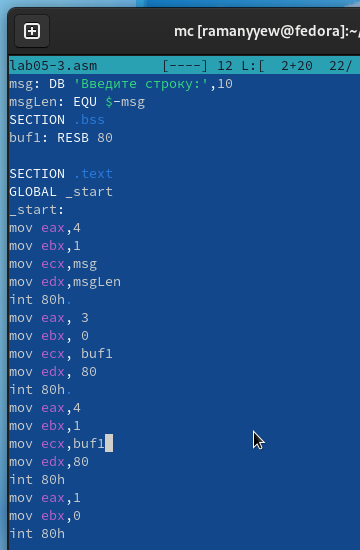 mc [ramanyyew@fedora]:~/
lab05-3.asm [----] 12 L:[ 2+20 22/
msg: DB 'Введите строку:',10
msgLen: EQU $-msg
SECTION .bss
buf1: RESB 80
SECTION .text
GLOBAL _start
_start:
mov eax,4
mov ebx,1
mov ecx,msg
mov edx,msgLen
int 80h.
mov eax, 3
mov ebx, 0
mov ecx, buf1
mov edx, 80
int 80h.
mov eax,4
mov ebx,1
mov ecx,buf1
mov edx,80
int 80h
mov eax,1
mov ebx,0
int 80h